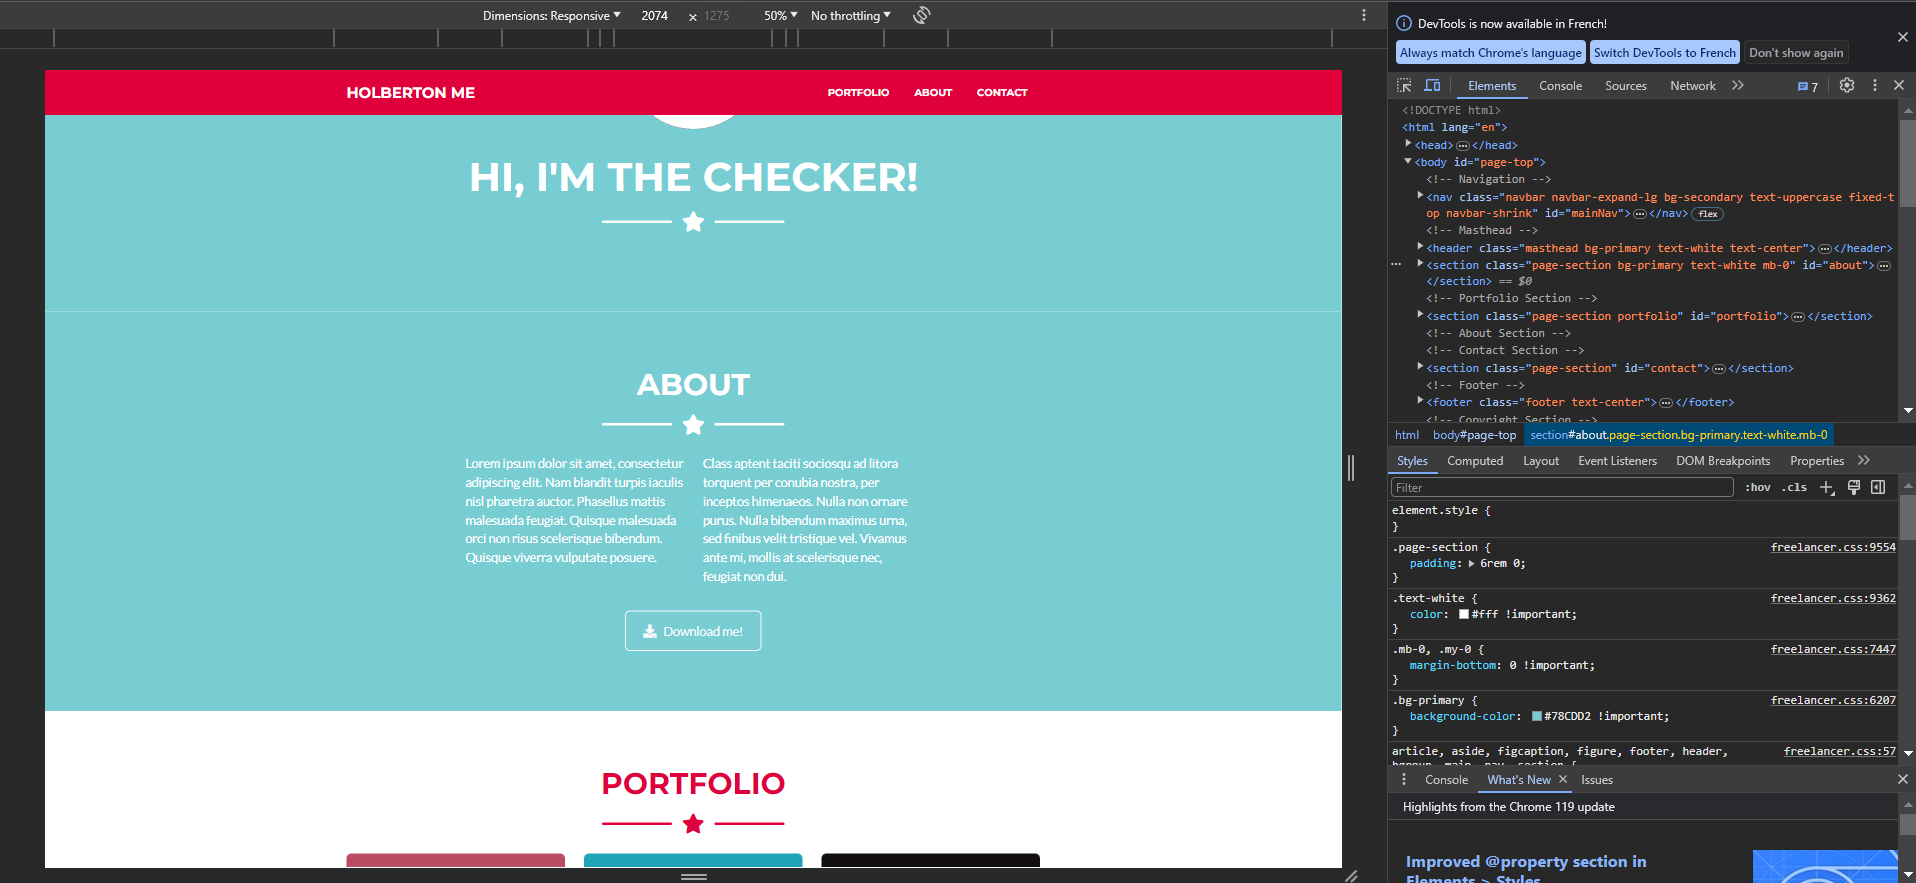 Dimensions: Responsive
2074
×
1275
50%
No throttling
HOLBERTON ME
PORTFOLIO
ABOUT
CONTACT
HI, I'M THE CHECKER!
ABOUT
Lorem ipsum dolor sit amet, consectetur
adipiscing elit. Nam blandit turpis iaculis
nisl pharetra auctor. Phasellus mattis
malesuada feugiat. Quisque malesuada
orci non risus scelerisque bibendum.
Quisque viverra vulputate posuere.
Class aptent taciti sociosqu ad litora
torquent per conubia nostra, per
inceptos himenaeos. Nulla non ornare
purus. Nulla bibendum maximus urna,
sed finibus velit tristique vel. Vivamus
ante mi, mollis at scelerisque nec,
feugiat non dui.
Download me!
PORTFOLIO
DevTools is now available in French!
Always match Chrome's language
Switch DevTools to French
Don't show again
Elements
Console
Sources
Network
7
<!DOCTYPE html>
<html lang="en">
<head>…</head>
<body id="page-top">
<!-- Navigation -->
<nav class="navbar navbar-expand-lg bg-secondary text-uppercase fixed-t
op navbar-shrink" id="mainNav">…</nav> flex
<!-- Masthead -->
<header class="masthead bg-primary text-white text-center">…</header>
<section class="page-section bg-primary text-white mb-0" id="about">…
</section> == $0
<!-- Portfolio Section -->
<section class="page-section portfolio" id="portfolio">…</section>
<!-- About Section -->
<!-- Contact Section -->
<section class="page-section" id="contact">…</section>
<!-- Footer -->
<footer class="footer text-center">…</footer>
<!-- Copyright Section -->
html
body#page-top
section#about.page-section.bg-primary.text-white.mb-0
Styles
Computed
Layout
Event Listeners
DOM Breakpoints
Properties
Filter
:hov
.cls
element.style {
}
.page-section {
freelancer.css:9554
padding: 6rem 0;
}
.text-white {
freelancer.css:9362
color: #fff !important;
}
.mb-0, .my-0 {
freelancer.css:7447
margin-bottom: 0 !important;
}
.bg-primary {
freelancer.css:6207
background-color: #78CDD2 !important;
}
article, aside, figcaption, figure, footer, header,
freelancer.css:57
hgroup, main, nav, section {
Console
What's New
Issues
Highlights from the Chrome 119 update
Improved @property section in
Elements > Styles